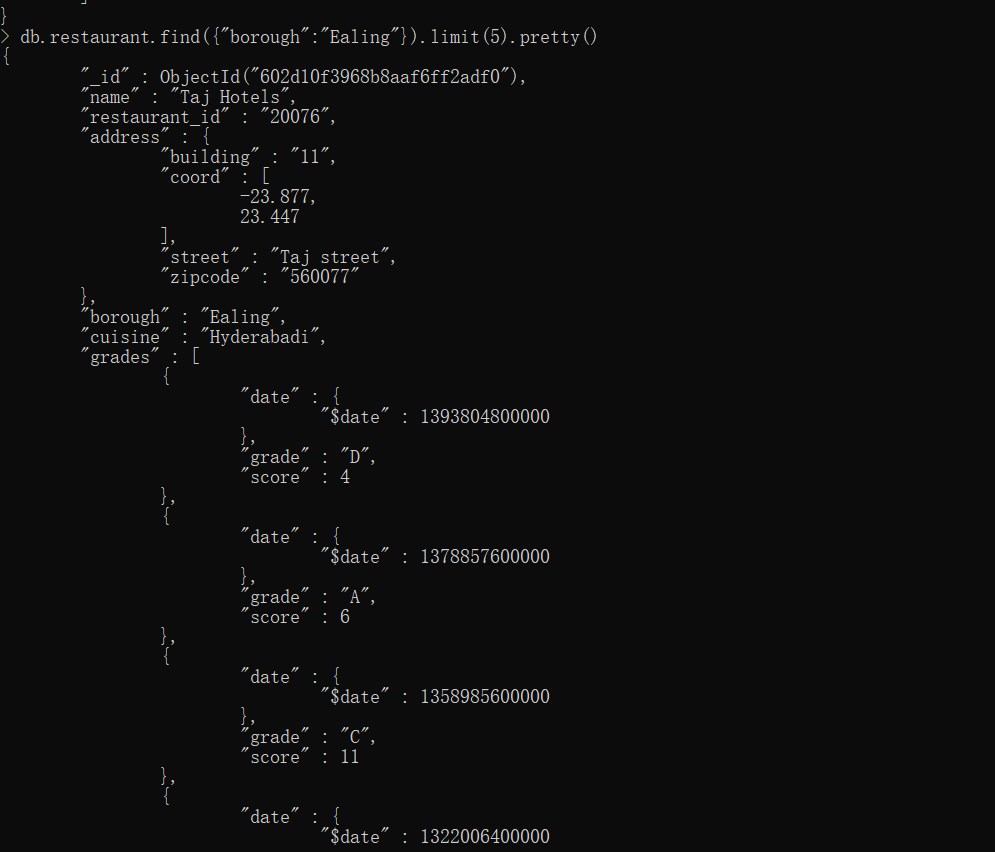 }
> db.restaurant.find({"borough":"Ealing"}).limit(5).pretty()
{
        "_id" : ObjectId("602d10f3968b8aaf6ff2adf0"),
        "name" : "Taj Hotels",
        "restaurant_id" : "20076",
        "address" : {
                "building" : "11",
                "coord" : [
                        -23.877,
                        23.447
                ],
                "street" : "Taj street",
                "zipcode" : "560077"
        },
        "borough" : "Ealing",
        "cuisine" : "Hyderabadi",
        "grades" : [
                {
                        "date" : {
                                "$date" : 1393804800000
                        },
                        "grade" : "D",
                        "score" : 4
                },
                {
                        "date" : {
                                "$date" : 1378857600000
                        },
                        "grade" : "A",
                        "score" : 6
                },
                {
                        "date" : {
                                "$date" : 1358985600000
                        },
                        "grade" : "C",
                        "score" : 11
                },
                {
                        "date" : {
                                "$date" : 1322006400000